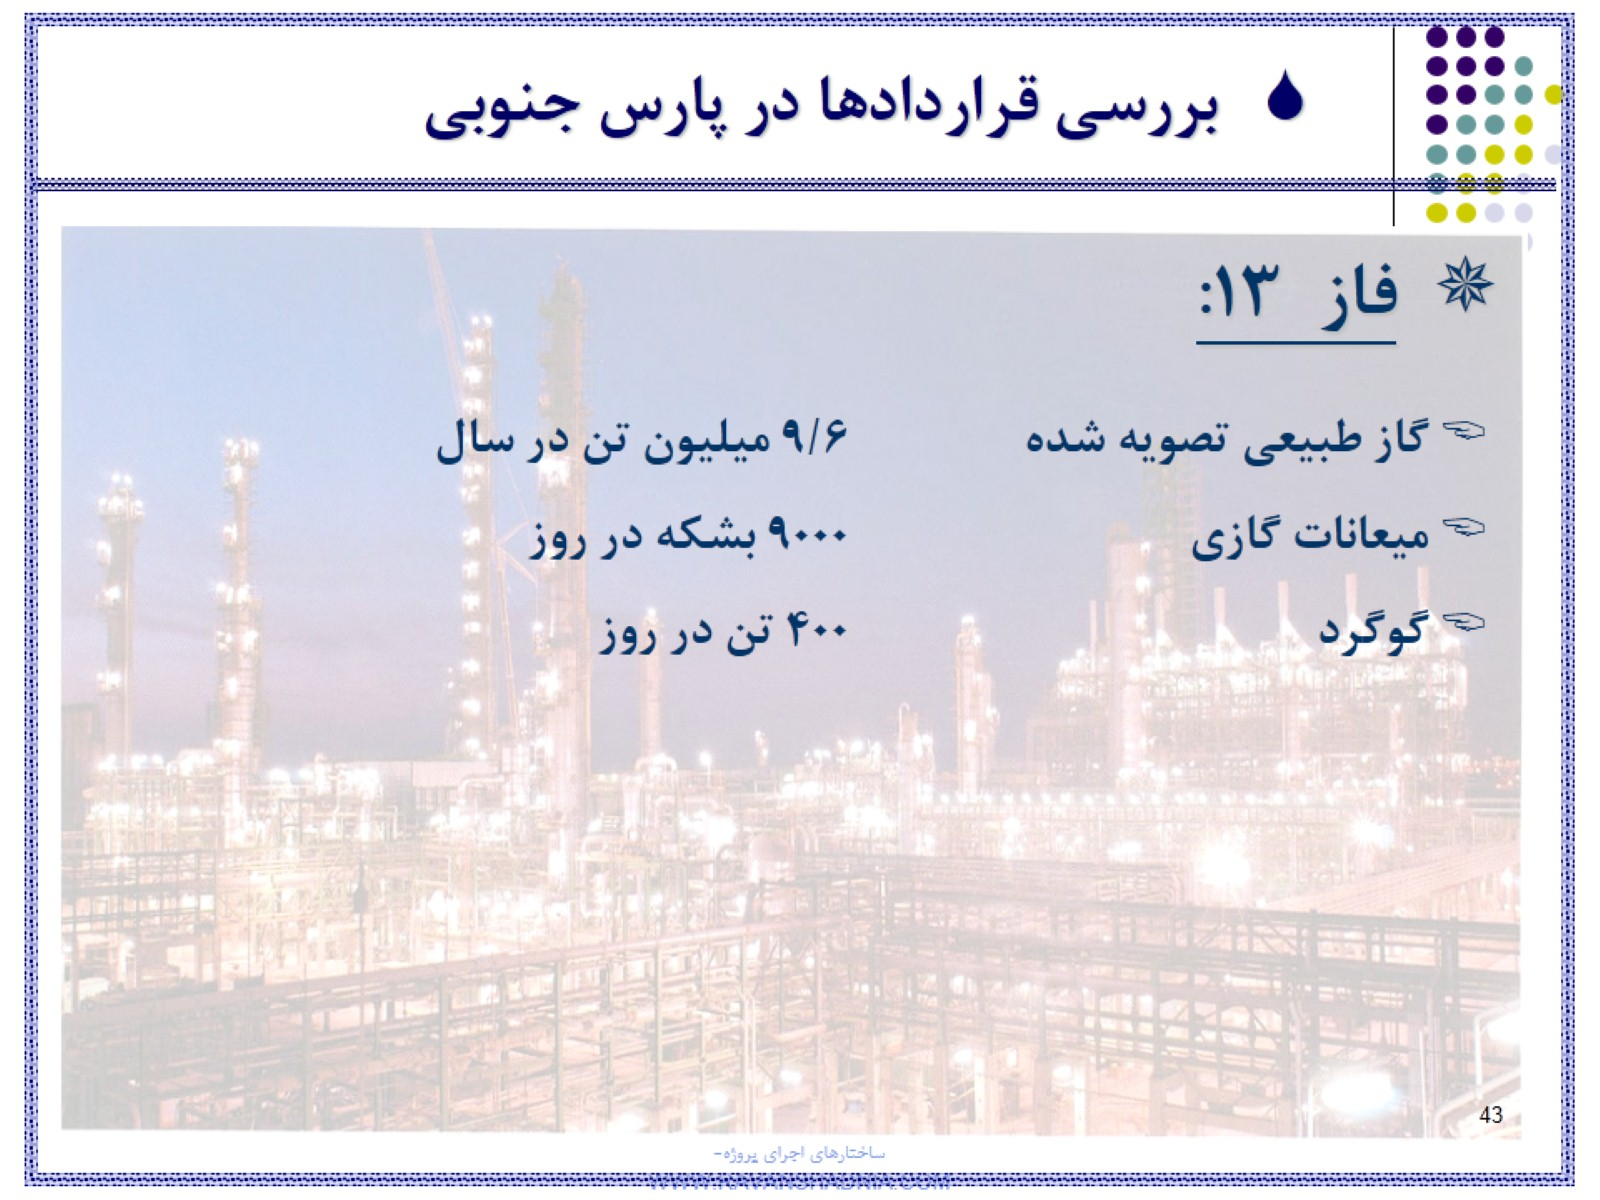 بررسی قراردادها در پارس جنوبی
فاز ۱۳:
گاز طبیعی تصویه شده ۹/۶ میلیون تن در سال
میعانات گازی ۹۰۰۰ بشکه در روز
گوگرد ۴۰۰ تن در روز
43
ساختارهای اجرای پروژه-